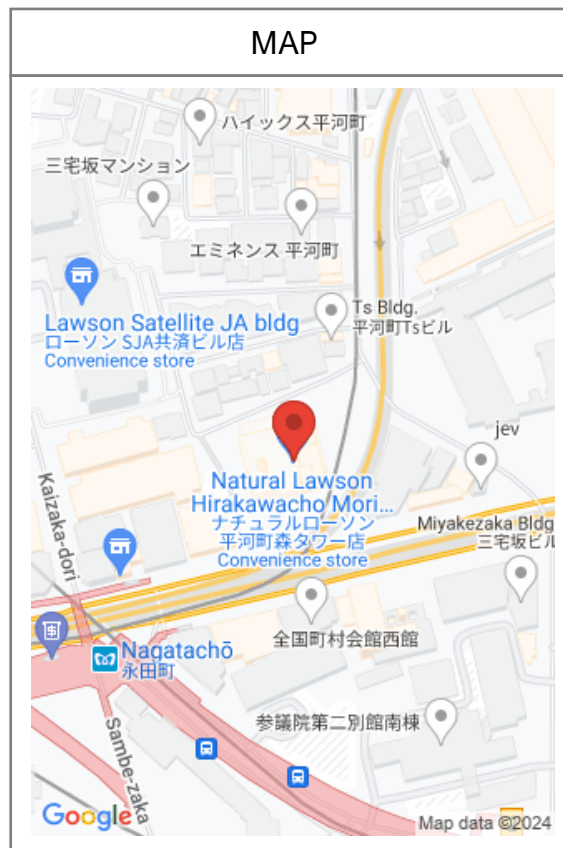 MAP
ハイックス平河町
三宅坂マンション
エミネンス 平河町
Ts Bldg.
平河町Tsビル
Lawson Satellite JA bldg
ローソン SJA共済ビル店
Convenience store
jev
Natural Lawson
Hirakawacho Mori...
ナチュラルローソン
平河町森タワー店
Convenience store
Kaizaka-dori
Miyakezaka Bldg
三宅坂ビル
全国町村会館西館
Nagatachō
永田町
参議院第二別館南棟
Sambe-zaka
Google
Map data ©2024